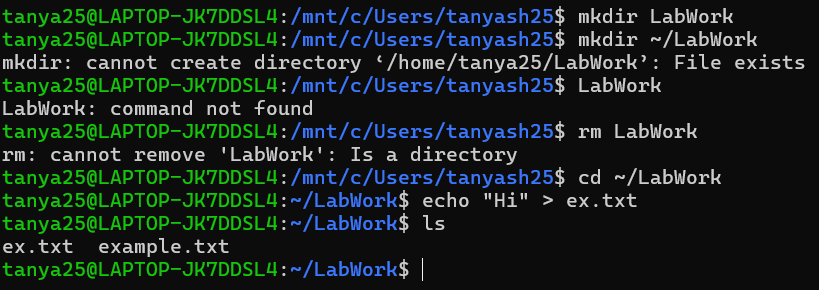 tanya25@LAPTOP-JK7DDSL4:/mnt/c/Users/tanyash25$ mkdir LabWork
tanya25@LAPTOP-JK7DDSL4:/mnt/c/Users/tanyash25$ mkdir ~/LabWork
mkdir: cannot create directory ‘/home/tanya25/LabWork’: File exists
tanya25@LAPTOP-JK7DDSL4:/mnt/c/Users/tanyash25$ LabWork
LabWork: command not found
tanya25@LAPTOP-JK7DDSL4:/mnt/c/Users/tanyash25$ rm LabWork
rm: cannot remove 'LabWork': Is a directory
tanya25@LAPTOP-JK7DDSL4:/mnt/c/Users/tanyash25$ cd ~/LabWork
tanya25@LAPTOP-JK7DDSL4:~/LabWork$ echo "Hi" > ex.txt
tanya25@LAPTOP-JK7DDSL4:~/LabWork$ ls
ex.txt  example.txt
tanya25@LAPTOP-JK7DDSL4:~/LabWork$